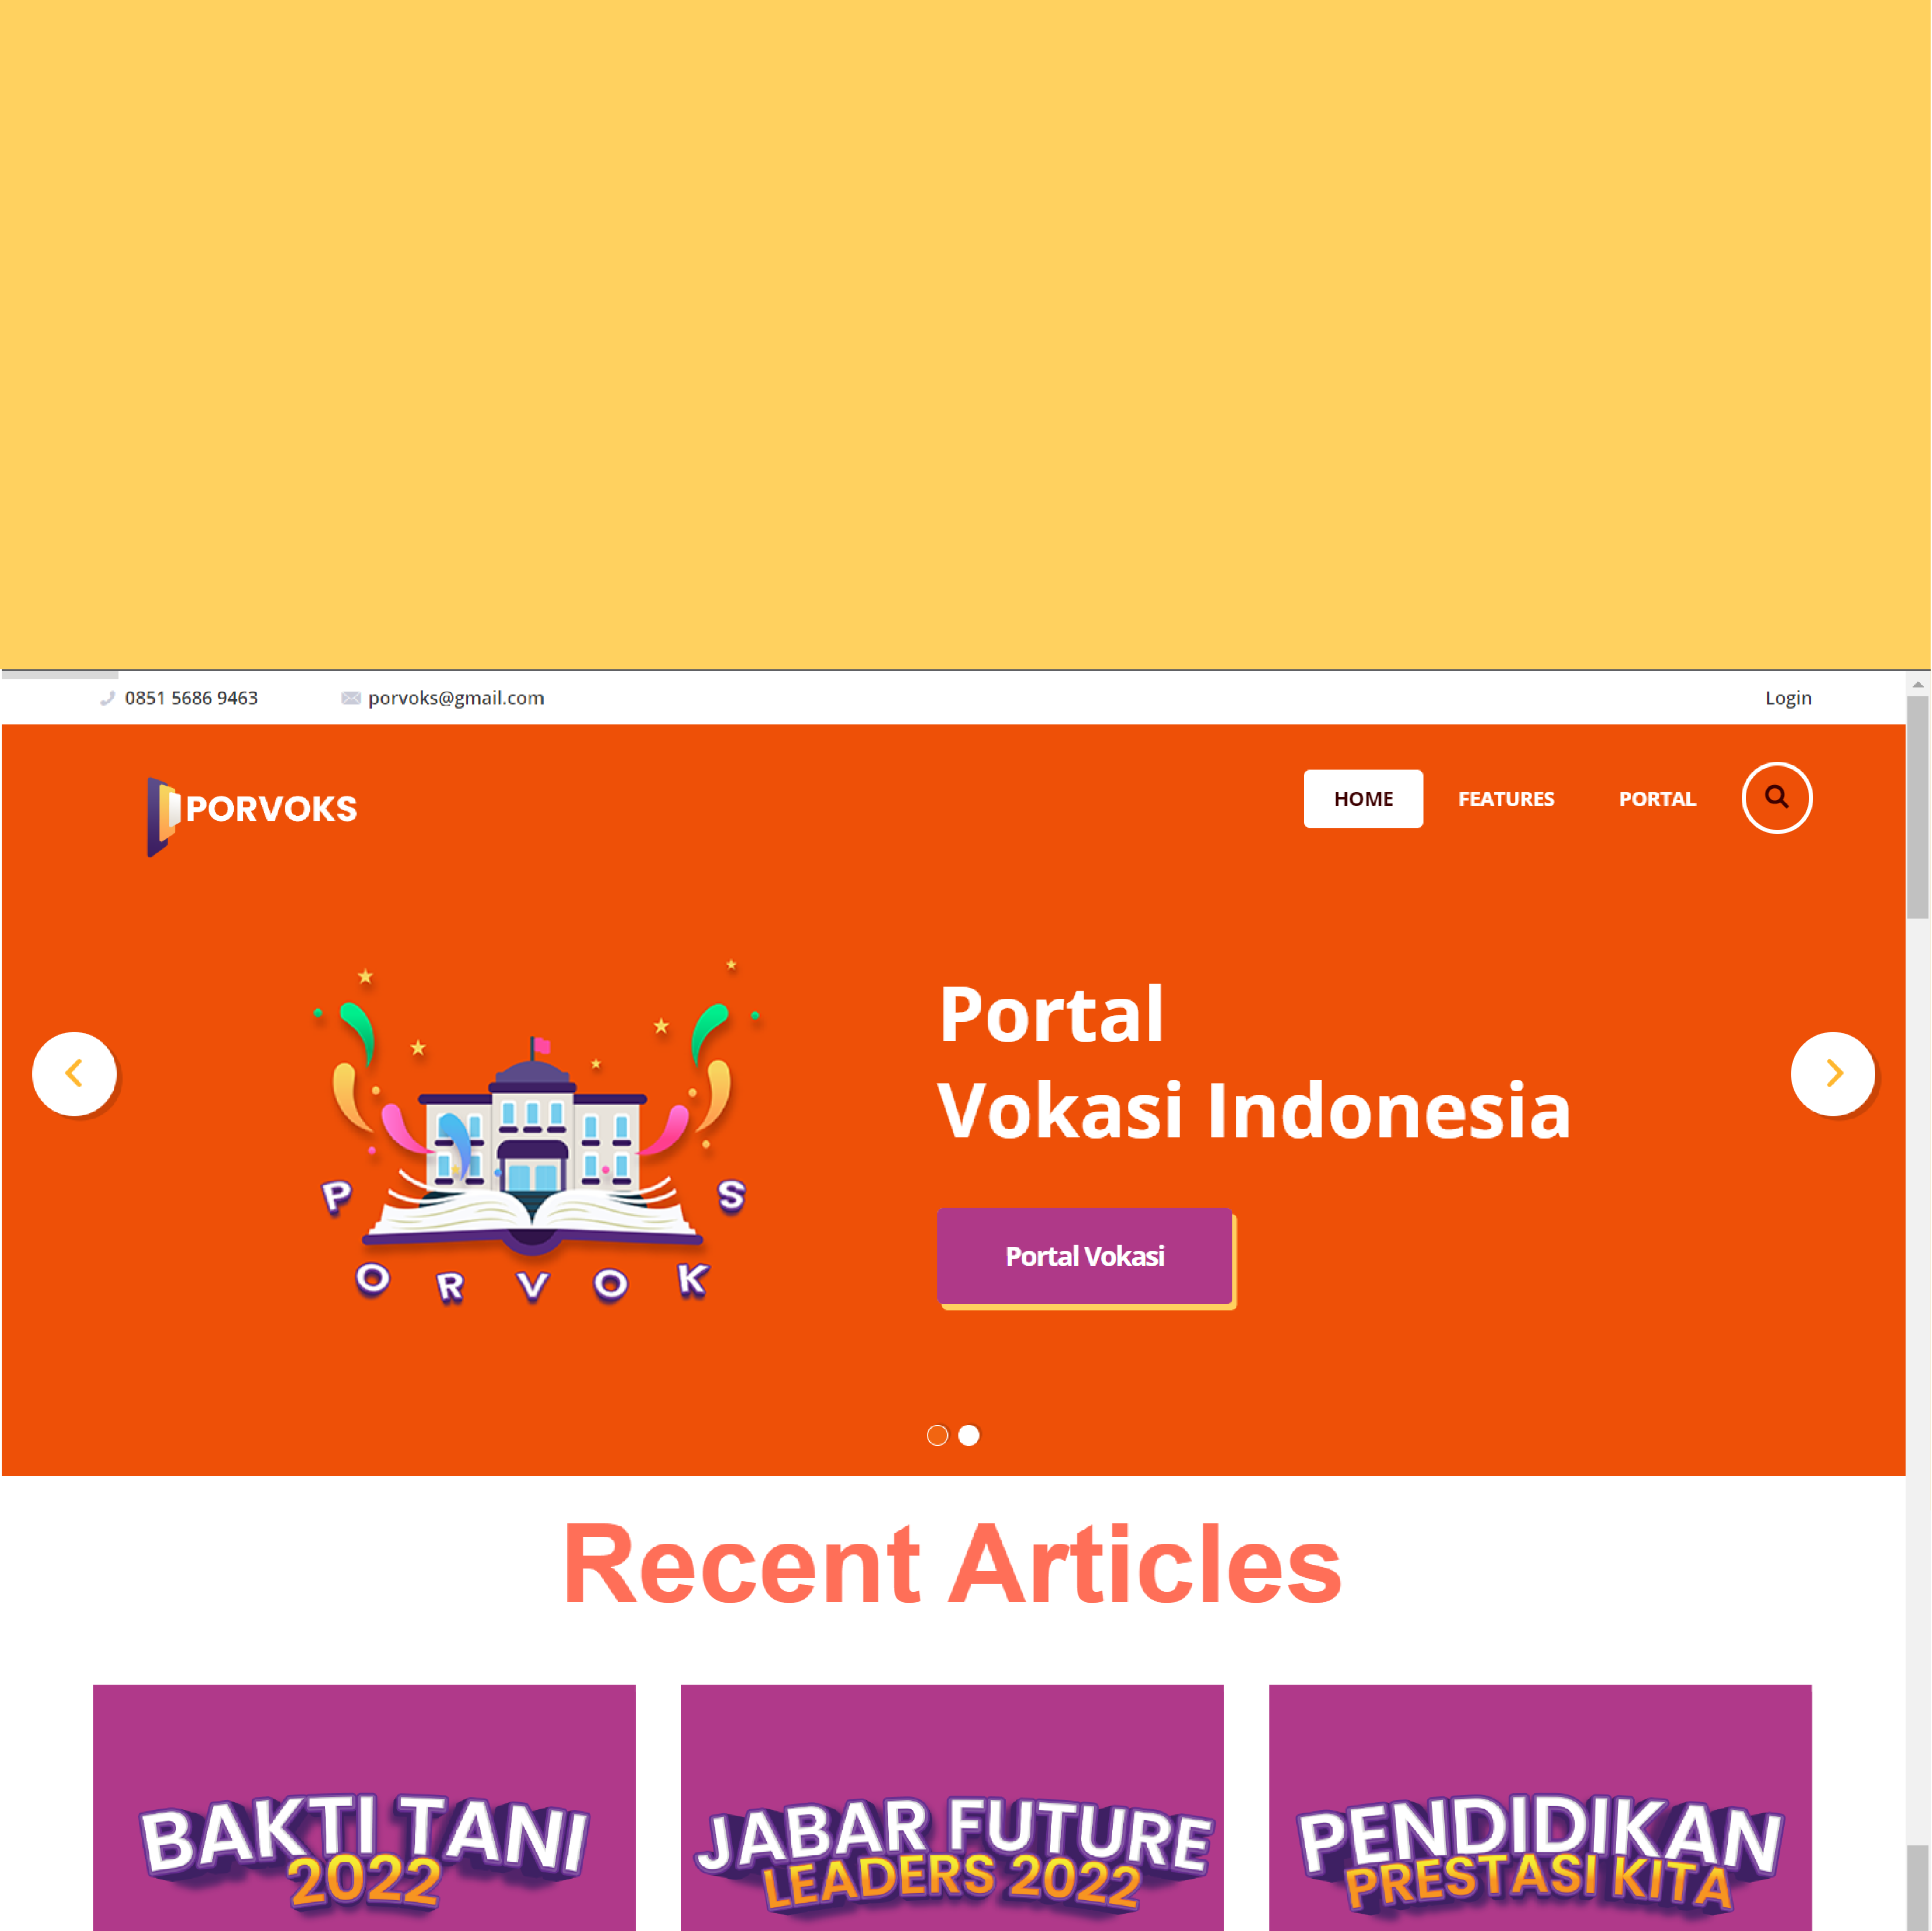 0851 5686 9463
porvoks@gmail.com
Login
PORVOKS
HOME
FEATURES
PORTAL
Portal
Vokasi Indonesia
Portal Vokasi
PORVOKS
Recent Articles
BAKTI TANI
2022
JABAR FUTURE
LEADERS 2022
PENDIDIKAN
PRESTASI KITA